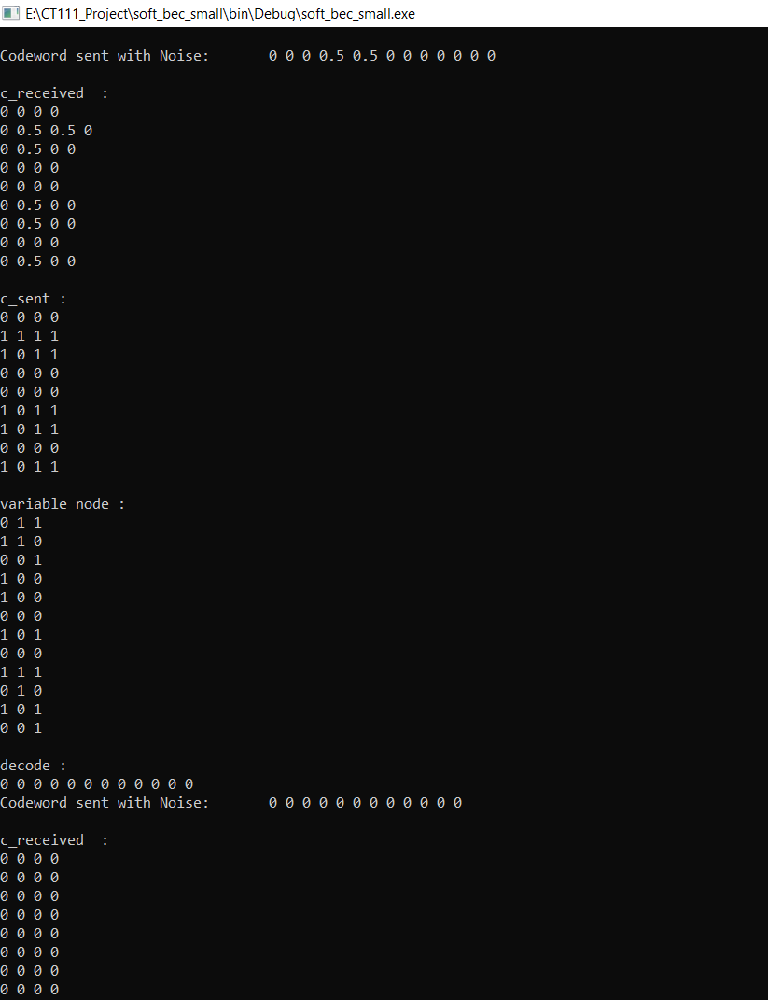 E:\CT111_Project\soft_bec_small\bin\Debug\soft_bec_small.exe
Codeword sent with Noise: 0 0 0 0.5 0.5 0 0 0 0 0 0 0
c_received :
0 0 0 0
0 0.5 0.5 0
0 0.5 0 0
0 0 0 0
0 0 0 0
0 0.5 0 0
0 0.5 0 0
0 0 0 0
0 0.5 0 0
c_sent :
0 0 0 0
1 1 1 1
1 0 1 1
0 0 0 0
0 0 0 0
1 0 1 1
1 0 1 1
0 0 0 0
1 0 1 1
variable node :
0 1 1
1 1 0
0 0 1
1 0 0
1 0 0
0 0 0
1 0 1
0 0 0
1 1 1
0 1 0
1 0 1
0 0 1
decode :
0 0 0 0 0 0 0 0 0 0 0 0
Codeword sent with Noise: 0 0 0 0 0 0 0 0 0 0 0 0
c_received :
0 0 0 0
0 0 0 0
0 0 0 0
0 0 0 0
0 0 0 0
0 0 0 0
0 0 0 0
0 0 0 0